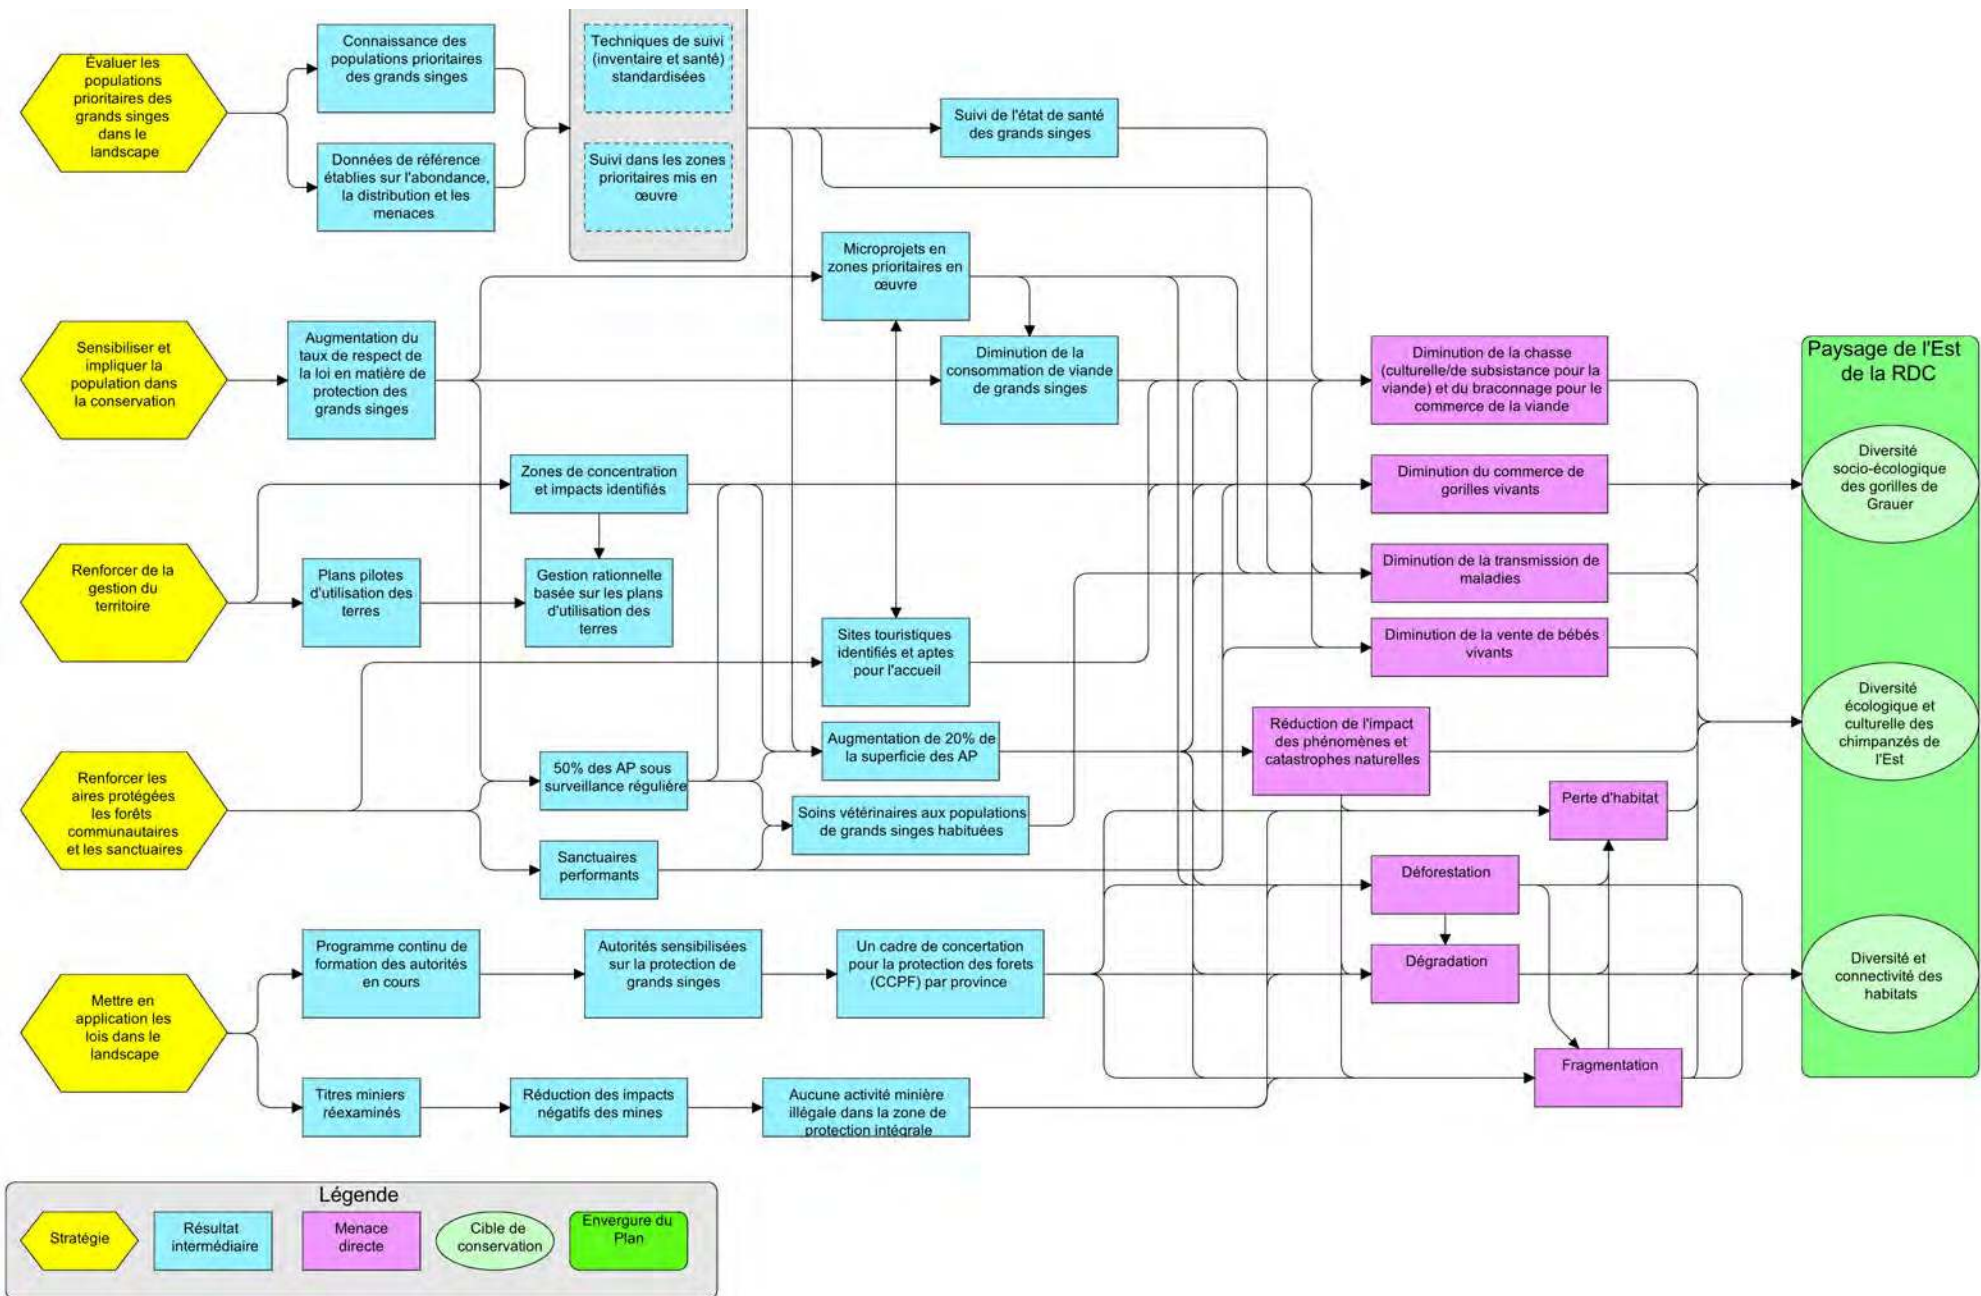 Évaluer les
populations
prioritaires des
grands singes
dans le
landscape
Connaissance des
populations prioritaires
des grands singes
Données de référence
établies sur l'abondance,
la distribution et les
menaces
Techniques de suivi
(inventaire et santé)
standardisées
Suivi dans les zones
prioritaires mis en
œuvre
Suivi de l'état de santé
des grands singes
Microprojets en
zones prioritaires en
œuvre
Sensibiliser et
impliquer la
population dans
la conservation
Augmentation du
taux de respect de
la loi en matière de
protection des
grands singes
Diminution de la
consommation de viande
de grands singes
Diminution de la chasse
(culturelle/de subsistance pour la
viande) et du braconnage pour le
commerce de la viande
Paysage de l'Est
de la RDC
Diversité
socio-écologique
des gorilles de
Grauer
Zones de concentration
et impacts identifiés
Diminution du commerce de
gorilles vivants
Renforcer de la
gestion du
territoire
Plans pilotes
d'utilisation des
terres
Gestion rationnelle
basée sur les plans
d'utilisation des
terres
Diminution de la transmission de
maladies
Sites touristiques
identifiés et aptes
pour l'accueil
Diminution de la vente de bébés
vivants
Diversité
écologique et
culturelle des
chimpanzés de
l'Est
Réduction de l'impact
des phénomènes et
catastrophes naturelles
Augmentation de 20% de
la superficie des AP
Renforcer les
aires protégées
les forêts
communautaires
et les sanctuaires
50% des AP sous
surveillance régulière
Soins vétérinaires aux populations
de grands singes habituées
Perte d'habitat
Sanctuaires
performants
Déforestation
Programme continu de
formation des autorités
en cours
Autorités sensibilisées
sur la protection de
grands singes
Un cadre de concertation
pour la protection des forets
(CCPF) par province
Dégradation
Diversité et
connectivité des
habitats
Mettre en
application les
lois dans le
landscape
Fragmentation
Titres miniers
réexaminés
Réduction des impacts
négatifs des mines
Aucune activité minière
illégale dans la zone de
protection intégrale
Légende
Stratégie
Résultat
intermédiaire
Menace
directe
Cible de
conservation
Envergure du
Plan